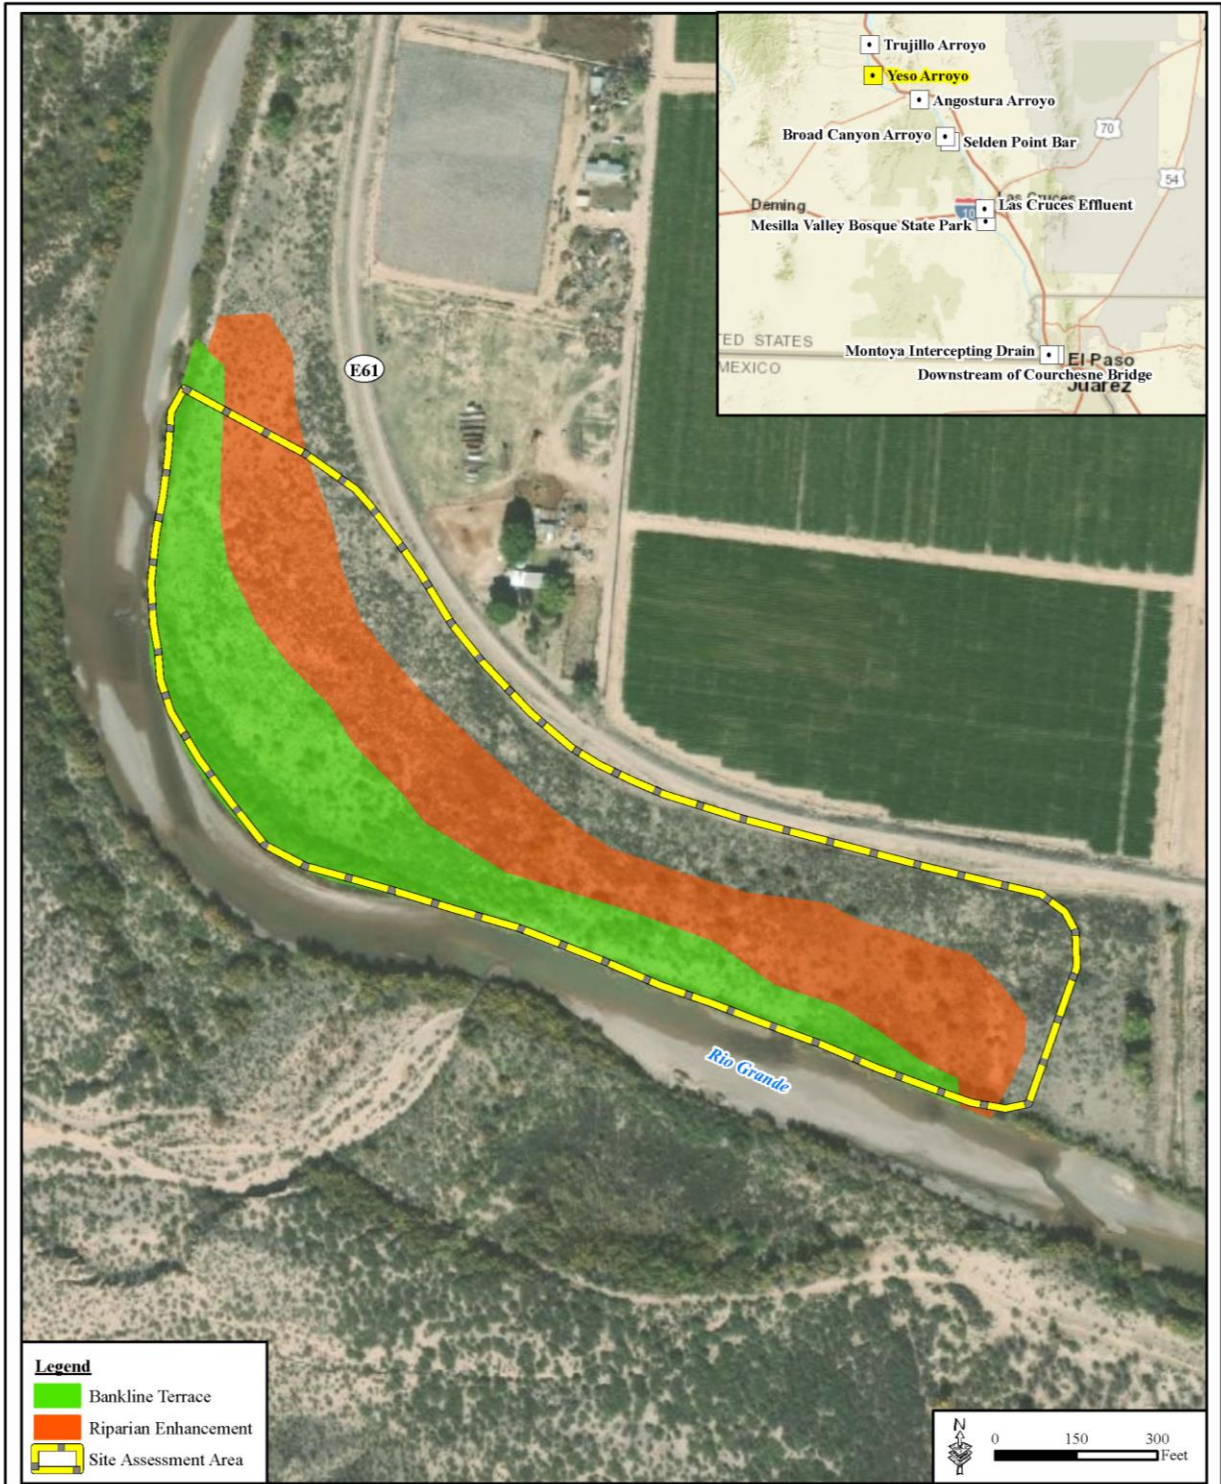 Trujillo Arroyo
Yeso Arroyo
Angostura Arroyo
70
Broad Canyon Arroyo
Selden Point Bar
54
Deming
Las Cruces
10
Las Cruces Effluent
Mesilla Valley Bosque State Park
TED STATES
MEXICO
Montoya Intercepting Drain
El Paso
Downstream of Courchesne Bridge
Juarez
E61
Rio Grande
Legend
Bankline Terrace
Riparian Enhancement
Site Assessment Area
N
0 150 300
Feet